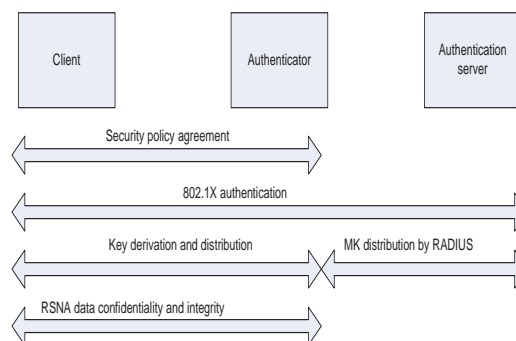 Client
Authenticator
Authentication
server
Security policy agreement
802.1X authentication
Key derivation and distribution
MK distribution by RADIUS
RSNA data confidentiality and integrity